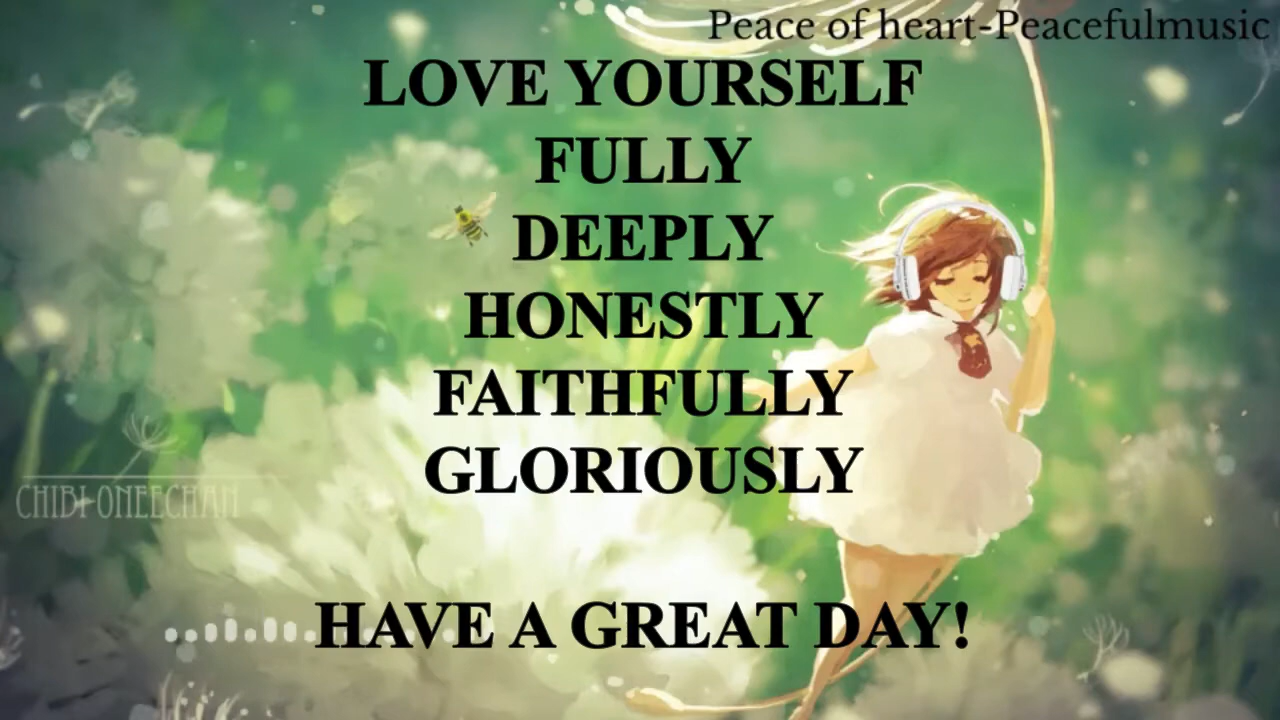 Peace of heart-Peacefulmusic
LOVE YOURSELF
FULLY
DEEPLY
HONESTLY
FAITHFULLY
GLORIOUSLY
CHIBI-ONEECHAN
HAVE A GREAT DAY!